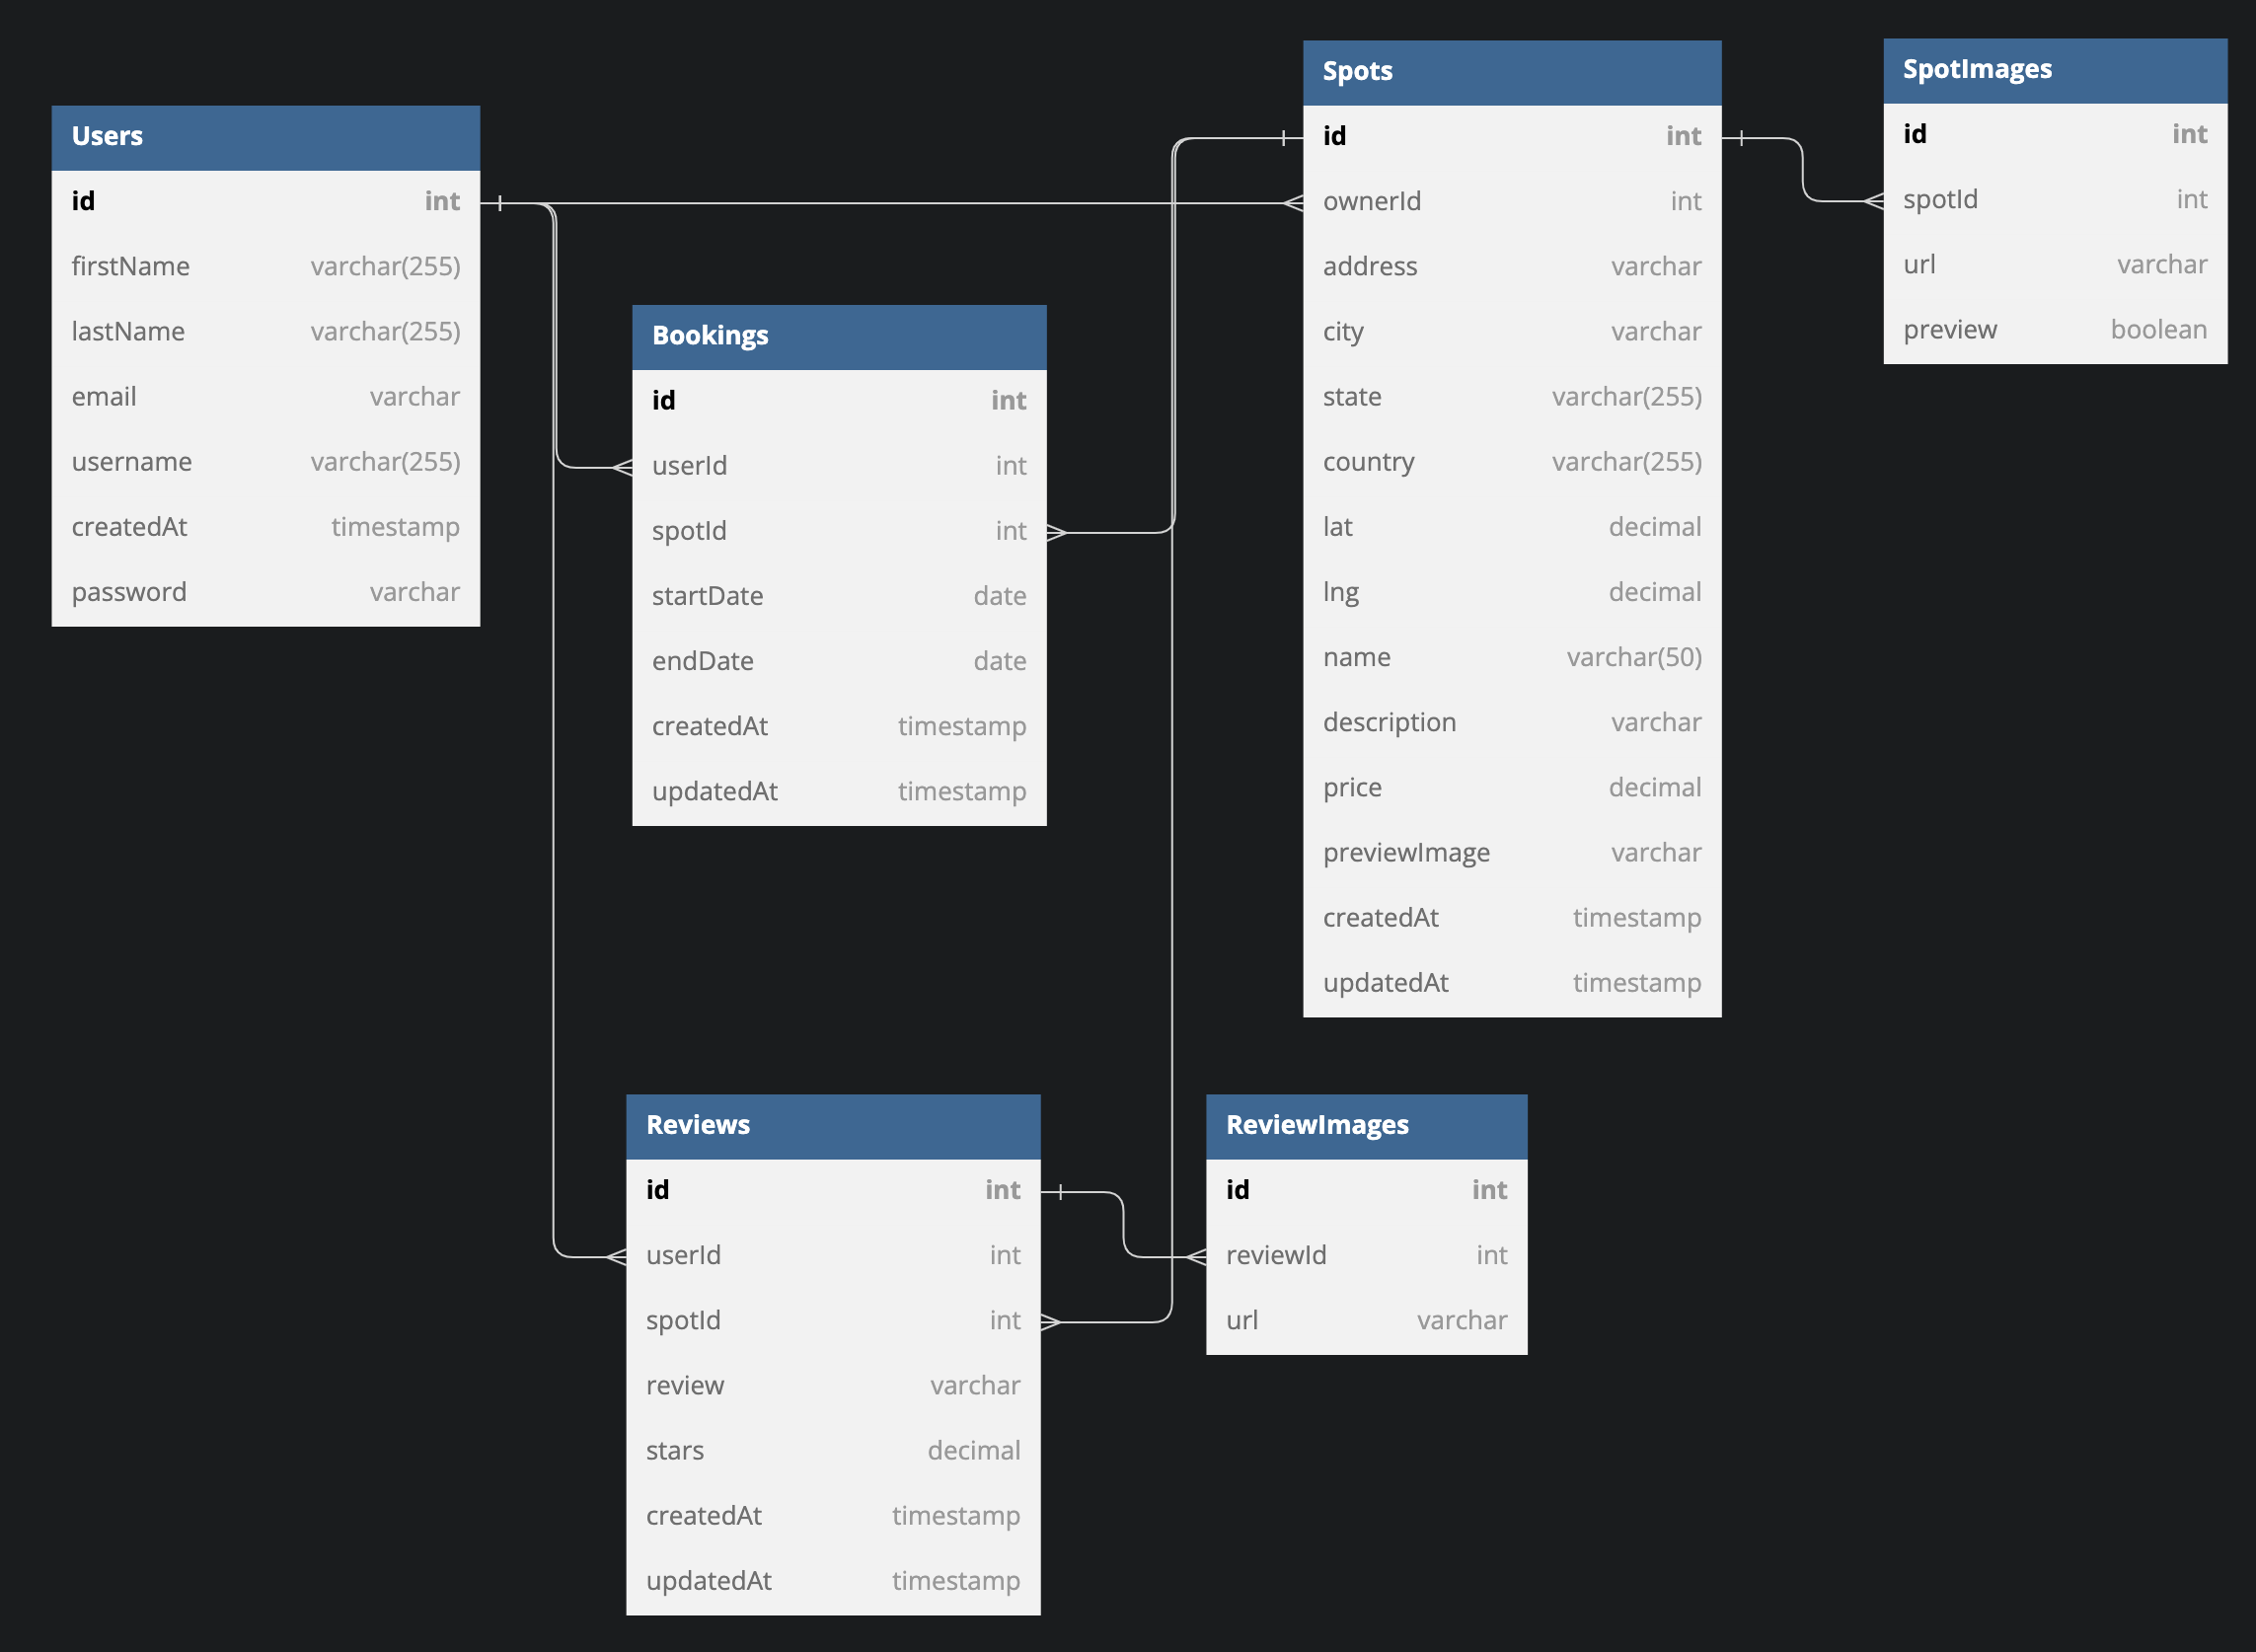 Users
id int
firstName varchar(255)
lastName varchar(255)
email varchar
username varchar(255)
createdAt timestamp
password varchar
Bookings
id int
userId int
spotId int
startDate date
endDate date
createdAt timestamp
updatedAt timestamp
Spots
id int
ownerId int
address varchar
city varchar
state varchar(255)
country varchar(255)
lat decimal
lng decimal
name varchar(50)
description varchar
price decimal
previewImage varchar
createdAt timestamp
updatedAt timestamp
SpotImages
id int
spotId int
url varchar
preview boolean
Reviews
id int
userId int
spotId int
review varchar
stars decimal
createdAt timestamp
updatedAt timestamp
ReviewImages
id int
reviewId int
url varchar